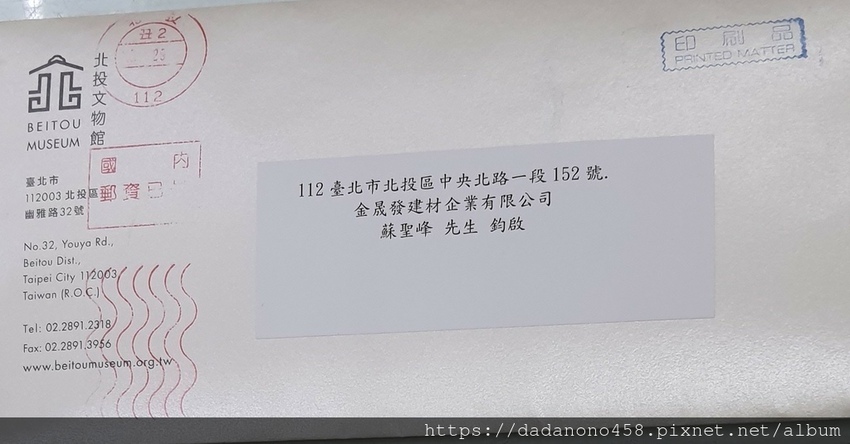 北投文物館
BEITOU
MUSEUM
臺北市
112003 北投區
幽雅路32號
No.32, Youya Rd.,
Beitou Dist.,
Taipei City 112003,
Taiwan (R.O.C.)
Tel: 02.2891.2318
Fax: 02.2891.3956
www.beitoumuseum.org.tw
112
國內
郵資已
印刷品
PRINTED MATTER
112 臺北市北投區中央北路一段 152 號.
金晟發建材企業有限公司
蘇聖峰 先生 鈞啟
https://dadanono458.pixnet.net/album